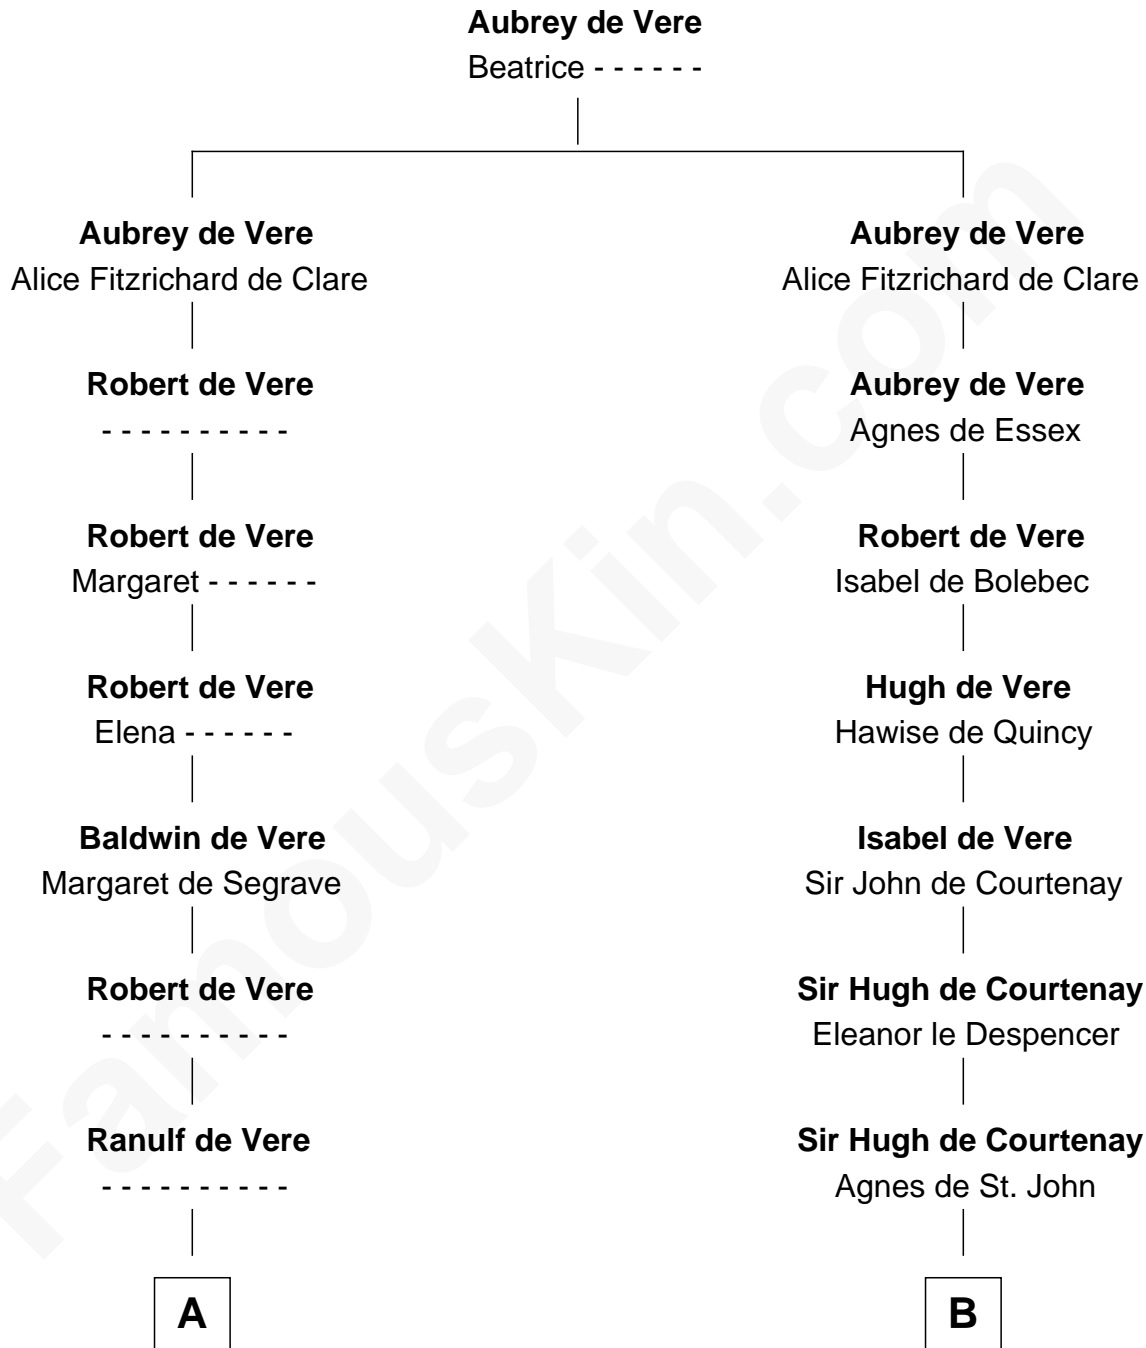 Aubrey de Vere
Beatrice - - - - - -
Aubrey de Vere
Alice Fitzrichard de Clare
Robert de Vere
- - - - - - - - - -
Robert de Vere
Margaret - - - - - -
Robert de Vere
Elena - - - - - -
Baldwin de Vere
Margaret de Segrave
Robert de Vere
- - - - - - - - - -
Ranulf de Vere
- - - - - - - - - -
A
Aubrey de Vere
Alice Fitzrichard de Clare
Aubrey de Vere
Agnes de Essex
Robert de Vere
Isabel de Bolebec
Hugh de Vere
Hawise de Quincy
Isabel de Vere
Sir John de Courtenay
Sir Hugh de Courtenay
Eleanor le Despencer
Sir Hugh de Courtenay
Agnes de St. John
B
FamousKin.com